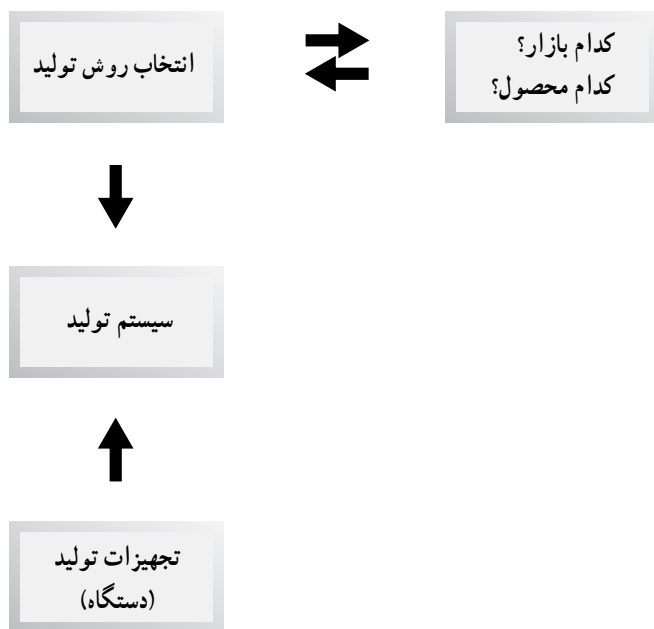 کدام بازار؟
کدام محصول؟
انتخاب روش تولید
سیستم تولید
تجهیزات تولید
(دستگاه)